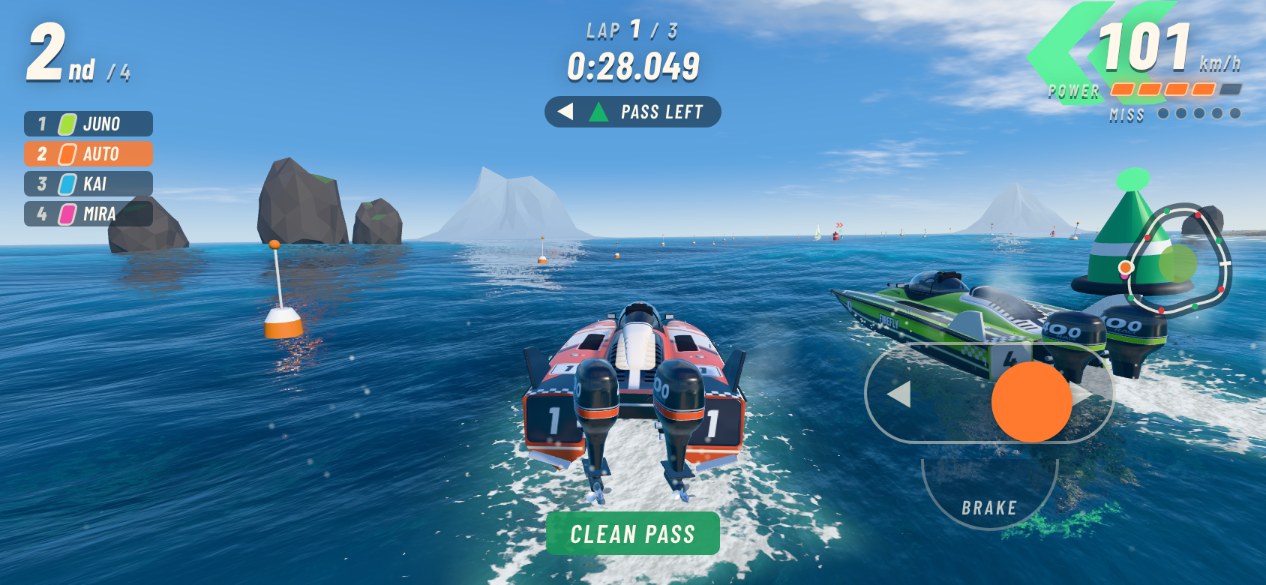 2nd / 4
1 JUNO
2 AUTO
3 KAI
4 MIRA
LAP 1 / 3
0:28.049
PASS LEFT
101 km/h
POWER
MISS
FIREFLY
4
1
1
CLEAN PASS
BRAKE